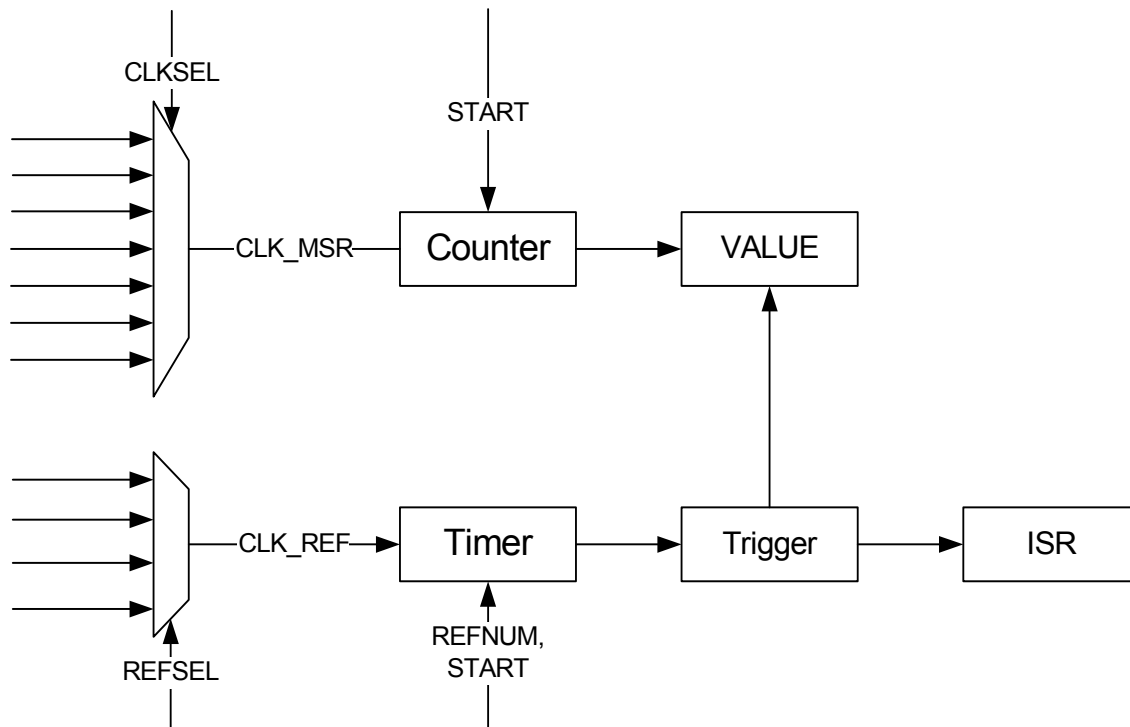 CLKSEL
START
CLK_MSR
Counter
VALUE
CLK_REF
Timer
Trigger
ISR
REFNUM,
START
REFSEL